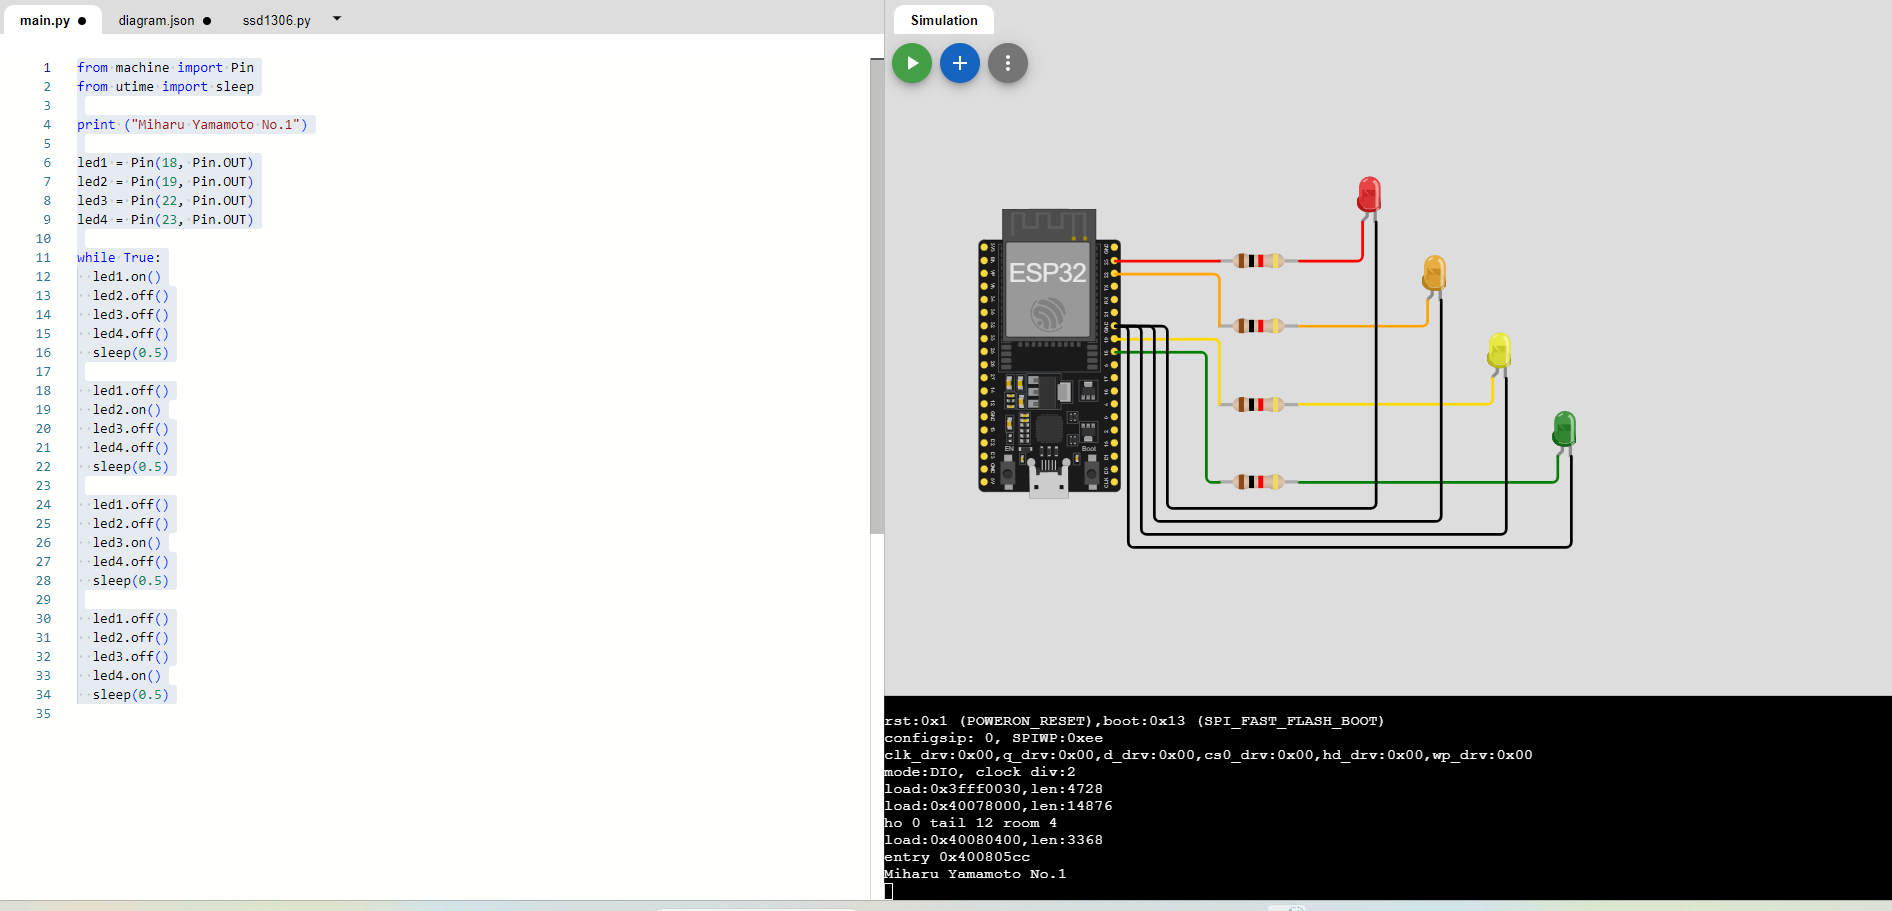 main.py ● diagram.json ● ssd1306.py
1 from machine import Pin
2 from utime import sleep
3
4 print ("Miharu Yamamoto No.1")
5
6 led1 = Pin(18, Pin.OUT)
7 led2 = Pin(19, Pin.OUT)
8 led3 = Pin(22, Pin.OUT)
9 led4 = Pin(23, Pin.OUT)
10
11 while True:
12 led1.on()
13 led2.off()
14 led3.off()
15 led4.off()
16 sleep(0.5)
17
18 led1.off()
19 led2.on()
20 led3.off()
21 led4.off()
22 sleep(0.5)
23
24 led1.off()
25 led2.off()
26 led3.on()
27 led4.off()
28 sleep(0.5)
29
30 led1.off()
31 led2.off()
32 led3.off()
33 led4.on()
34 sleep(0.5)
35
Simulation
ESP32
EN Boot
rst:0x1 (POWERON_RESET),boot:0x13 (SPI_FAST_FLASH_BOOT)
configsip: 0, SPIWP:0xee
clk_drv:0x00,q_drv:0x00,d_drv:0x00,cs0_drv:0x00,hd_drv:0x00,wp_drv:0x00
mode:DIO, clock div:2
load:0x3fff0030,len:4728
load:0x40078000,len:14876
ho 0 tail 12 room 4
load:0x40080400,len:3368
entry 0x400805cc
Miharu Yamamoto No.1